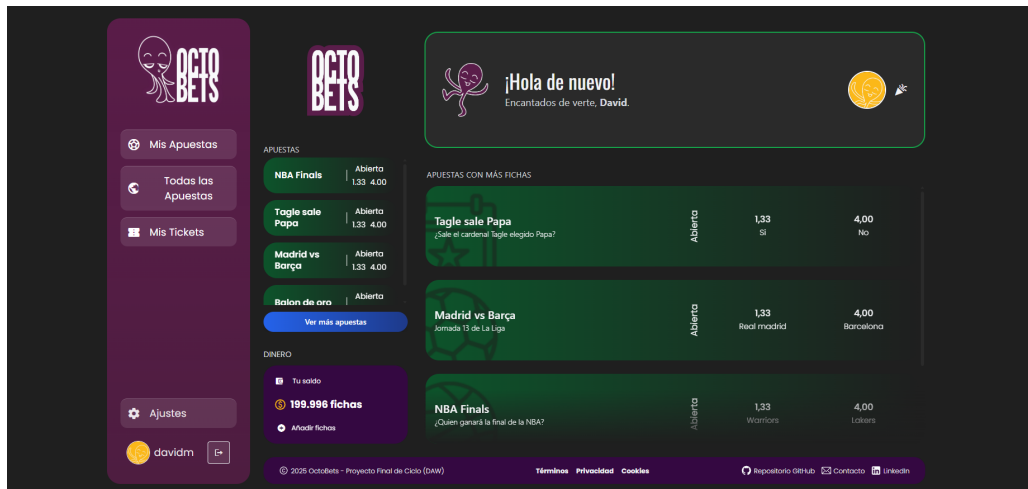 OCTO
BETS
Mis Apuestas
Todas las
Apuestas
Mis Tickets
Ajustes
davidm
OCTO
BETS
APUESTAS
NBA Finals | Abierta
1.33 4.00
Tagle sale
Papa | Abierta
1.33 4.00
Madrid vs
Barça | Abierta
1.33 4.00
Balon de oro | Abierta
Ver más apuestas
DINERO
Tu saldo
199.996 fichas
Añadir fichas
¡Hola de nuevo!
Encantados de verte, David.
APUESTAS CON MÁS FICHAS
Tagle sale Papa
¿Sale el cardenal Tagle elegido Papa?
Abierta
1,33 4,00
Si No
Madrid vs Barça
Jornada 13 de La Liga
Abierta
1,33 4,00
Real madrid Barcelona
NBA Finals
¿Quien ganará la final de la NBA?
Abierta
1,33 4,00
Warriors Lakers
© 2025 OctoBets - Proyecto Final de Ciclo (DAW) Términos Privacidad Cookies Repositorio GitHub Contacto LinkedIn